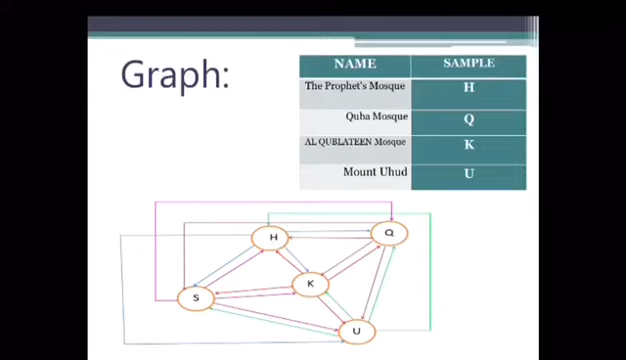 Graph:
NAME SAMPLE
The Prophet's Mosque H
Quba Mosque Q
AL QUBLATEEN Mosque K
Mount Uhud U
H
Q
K
S
U